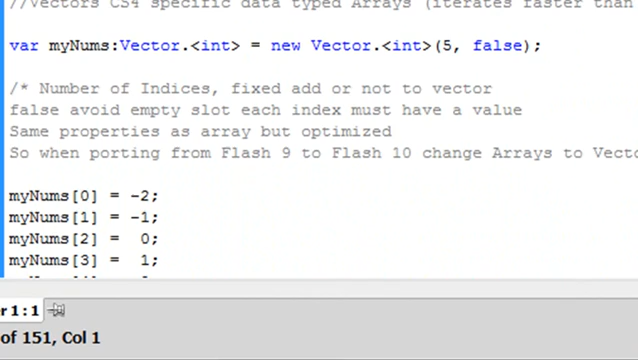 //Vectors CS4 specific data typed Arrays (iterates faster than
var myNums:Vector.<int> = new Vector.<int>(5, false);
/* Number of Indices, fixed add or not to vector
false avoid empty slot each index must have a value
Same properties as array but optimized
So when porting from Flash 9 to Flash 10 change Arrays to Vecto
myNums[0] = -2;
myNums[1] = -1;
myNums[2] = 0;
myNums[3] = 1;
er 1 : 1
of 151, Col 1